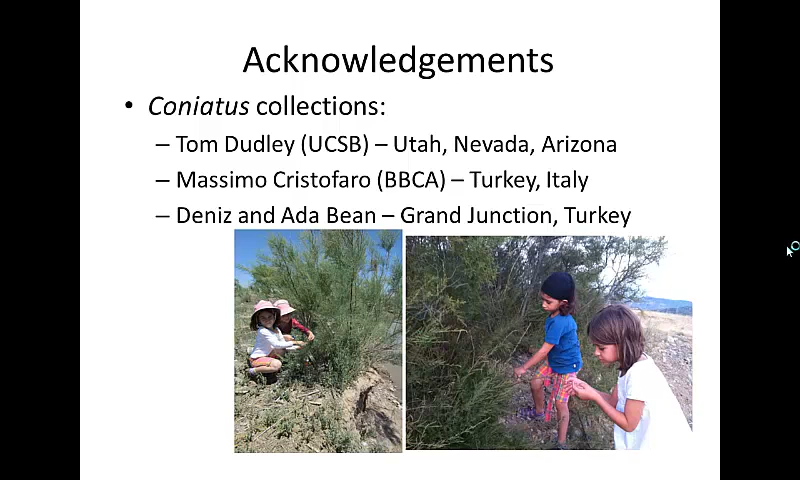 Acknowledgements
• Coniatus collections:
– Tom Dudley (UCSB) – Utah, Nevada, Arizona
– Massimo Cristofaro (BBCA) – Turkey, Italy
– Deniz and Ada Bean – Grand Junction, Turkey